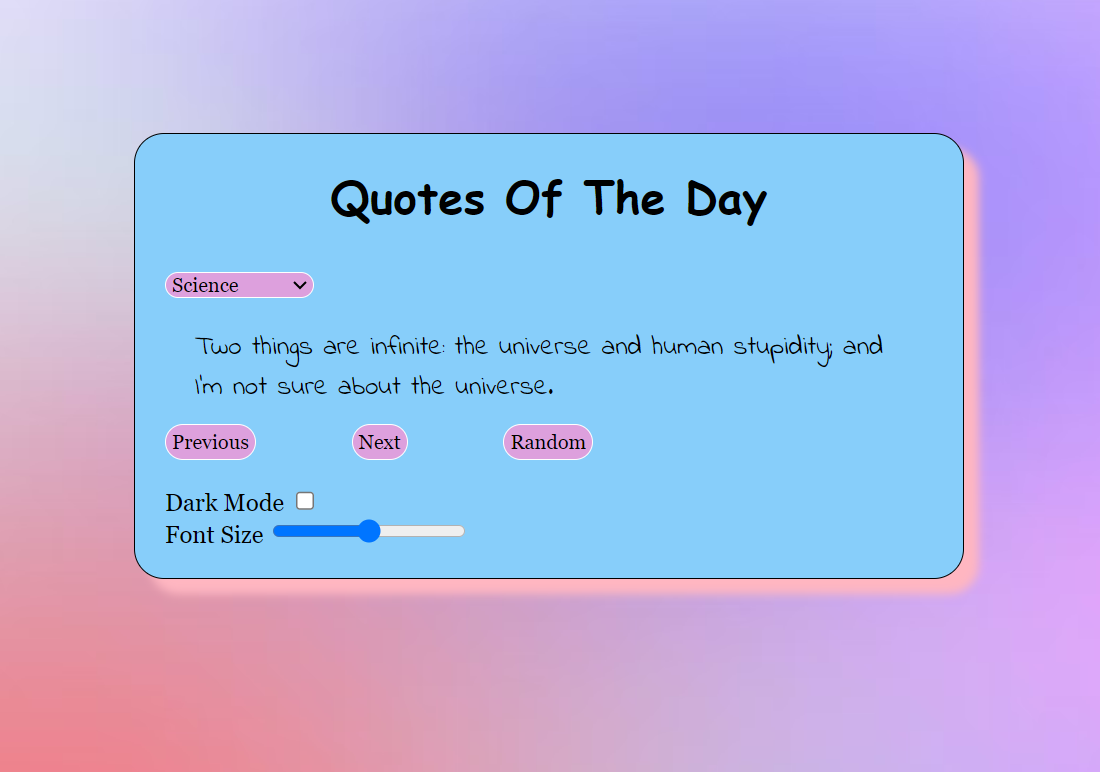 Quotes Of The Day
Science
Two things are infinite: the universe and human stupidity; and
I'm not sure about the universe.
Previous Next Random
Dark Mode
Font Size